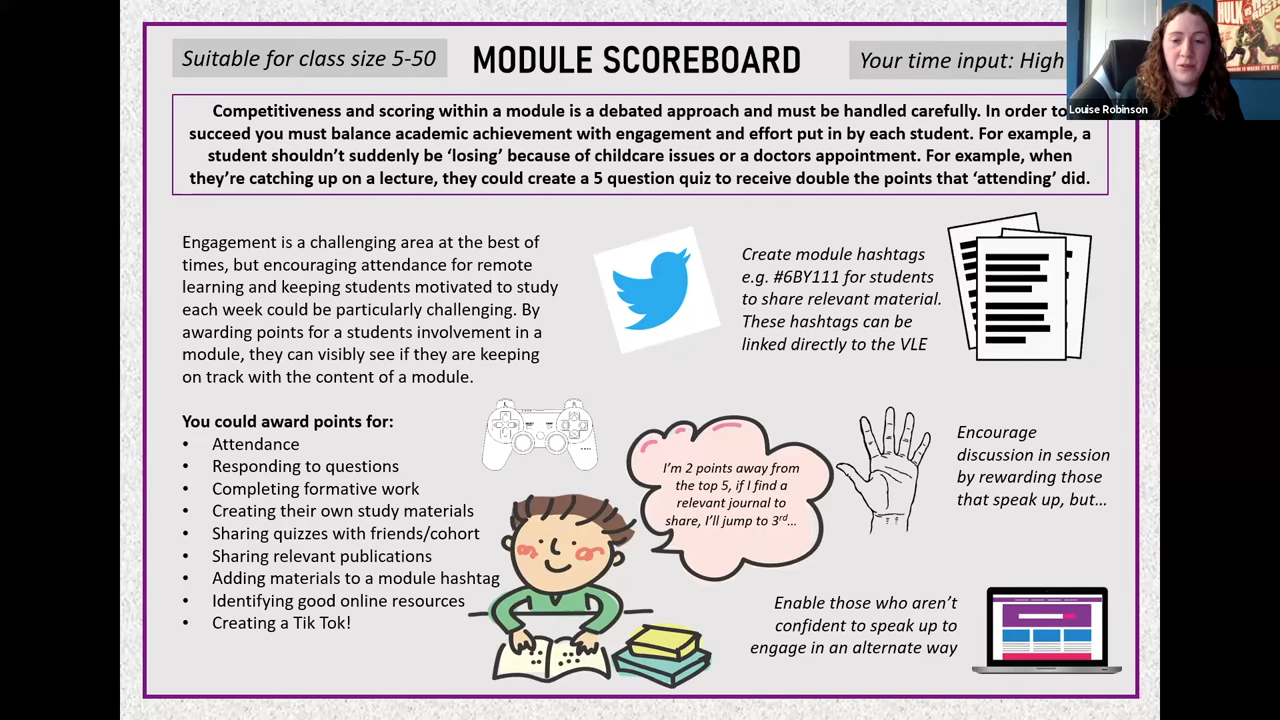 Suitable for class size 5-50
MODULE SCOREBOARD
Your time input: High
Louise Robinson
Competitiveness and scoring within a module is a debated approach and must be handled carefully. In order to
succeed you must balance academic achievement with engagement and effort put in by each student. For example, a
student shouldn't suddenly be 'losing' because of childcare issues or a doctors appointment. For example, when
they're catching up on a lecture, they could create a 5 question quiz to receive double the points that 'attending' did.
Engagement is a challenging area at the best of
times, but encouraging attendance for remote
learning and keeping students motivated to study
each week could be particularly challenging. By
awarding points for a students involvement in a
module, they can visibly see if they are keeping
on track with the content of a module.
Create module hashtags
e.g. #6BY111 for students
to share relevant material.
These hashtags can be
linked directly to the VLE
You could award points for:
• Attendance
• Responding to questions
• Completing formative work
• Creating their own study materials
• Sharing quizzes with friends/cohort
• Sharing relevant publications
• Adding materials to a module hashtag
• Identifying good online resources
• Creating a Tik Tok!
I'm 2 points away from
the top 5, if I find a
relevant journal to
share, I'll jump to 3rd...
Encourage
discussion in session
by rewarding those
that speak up, but...
Enable those who aren't
confident to speak up to
engage in an alternate way
HULK